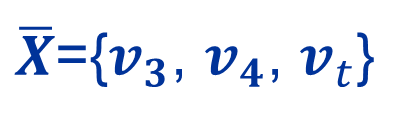 X̅={v₃, v₄, vₜ}